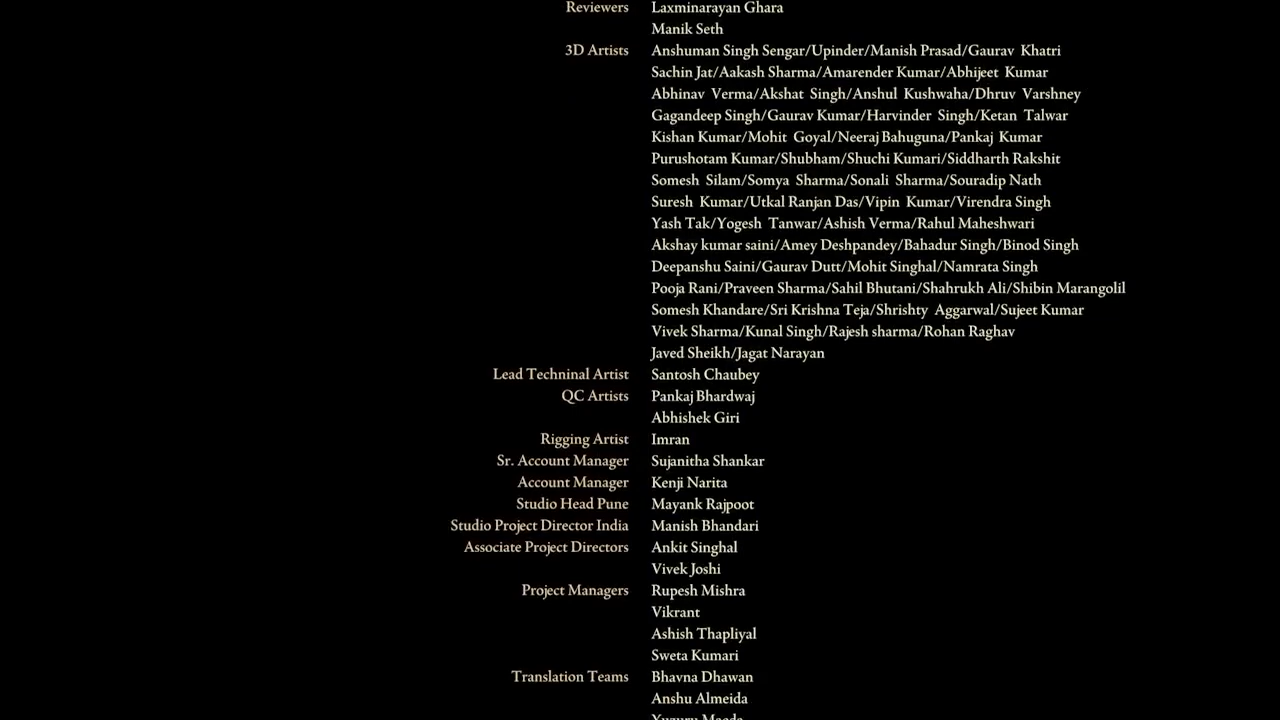 Reviewers Laxminarayan Ghara
Manik Seth
3D Artists Anshuman Singh Sengar/Upinder/Manish Prasad/Gaurav Khatri
Sachin Jat/Aakash Sharma/Amarender Kumar/Abhijeet Kumar
Abhinav Verma/Akshat Singh/Anshul Kushwaha/Dhruv Varshney
Gagandeep Singh/Gaurav Kumar/Harvinder Singh/Ketan Talwar
Kishan Kumar/Mohit Goyal/Neeraj Bahuguna/Pankaj Kumar
Purushotam Kumar/Shubham/Shuchi Kumari/Siddharth Rakshit
Somesh Silam/Somya Sharma/Sonali Sharma/Souradip Nath
Suresh Kumar/Utkal Ranjan Das/Vipin Kumar/Virendra Singh
Yash Tak/Yogesh Tanwar/Ashish Verma/Rahul Maheshwari
Akshay kumar saini/Amey Deshpandey/Bahadur Singh/Binod Singh
Deepanshu Saini/Gaurav Dutt/Mohit Singhal/Namrata Singh
Pooja Rani/Praveen Sharma/Sahil Bhutani/Shahrukh Ali/Shibin Marangolil
Somesh Khandare/Sri Krishna Teja/Shrishty Aggarwal/Sujeet Kumar
Vivek Sharma/Kunal Singh/Rajesh sharma/Rohan Raghav
Javed Sheikh/Jagat Narayan
Lead Techninal Artist Santosh Chaubey
QC Artists Pankaj Bhardwaj
Abhishek Giri
Rigging Artist Imran
Sr. Account Manager Sujanitha Shankar
Account Manager Kenji Narita
Studio Head Pune Mayank Rajpoot
Studio Project Director India Manish Bhandari
Associate Project Directors Ankit Singhal
Vivek Joshi
Project Managers Rupesh Mishra
Vikrant
Ashish Thapliyal
Sweta Kumari
Translation Teams Bhavna Dhawan
Anshu Almeida